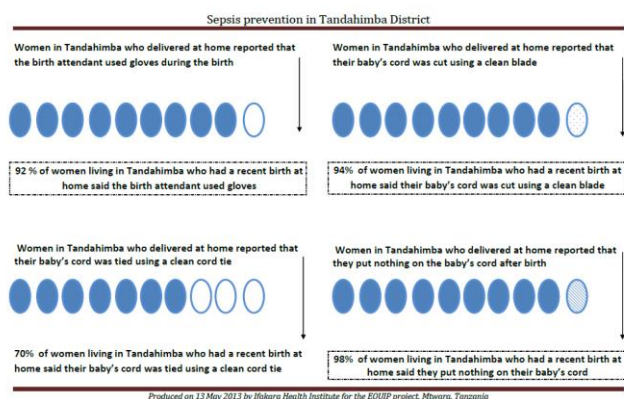 Sepsis prevention in Tandahimba District
Women in Tandahimba who delivered at home reported that
the birth attendant used gloves during the birth
92 % of women living in Tandahimba who had a recent birth at
home said the birth attendant used gloves
Women in Tandahimba who delivered at home reported that
their baby's cord was cut using a clean blade
94% of women living in Tandahimba who had a recent birth at
home said their baby's cord was cut using a clean blade
Women in Tandahimba who delivered at home reported that
their baby's cord was tied using a clean cord tie
70% of women living in Tandahimba who had a recent birth at
home said their baby's cord was tied using a clean cord tie
Women in Tandahimba who delivered at home reported that
they put nothing on the baby's cord after birth
98% of women living in Tandahimba who had a recent birth at
home said they put nothing on their baby's cord
Produced on 13 May 2013 by Ifakara Health Institute for the EQUIP project, Mtwara, Tanzania